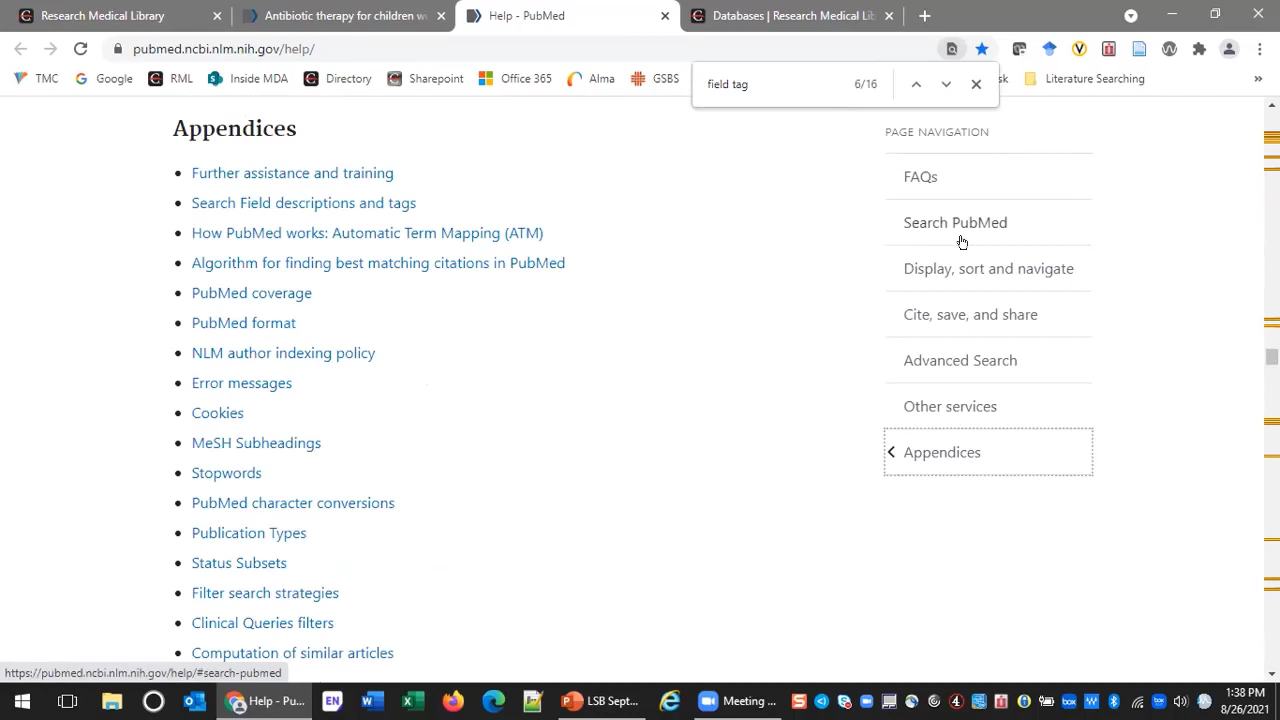 Research Medical Library
Antibiotic therapy for children w
Help - PubMed
Databases | Research Medical Lib
pubmed.ncbi.nlm.nih.gov/help/
TMC
Google
RML
Inside MDA
Directory
Sharepoint
Office 365
Alma
GSBS
Literature Searching
»
field tag 6/16
Appendices
Further assistance and training
Search Field descriptions and tags
How PubMed works: Automatic Term Mapping (ATM)
Algorithm for finding best matching citations in PubMed
PubMed coverage
PubMed format
NLM author indexing policy
Error messages
Cookies
MeSH Subheadings
Stopwords
PubMed character conversions
Publication Types
Status Subsets
Filter search strategies
Clinical Queries filters
Computation of similar articles
PAGE NAVIGATION
FAQs
Search PubMed
Display, sort and navigate
Cite, save, and share
Advanced Search
Other services
Appendices
https://pubmed.ncbi.nlm.nih.gov/help/#search-pubmed
Help - Pu...
EN
LSB Sept...
Meeting ...
1:38 PM
8/26/2021